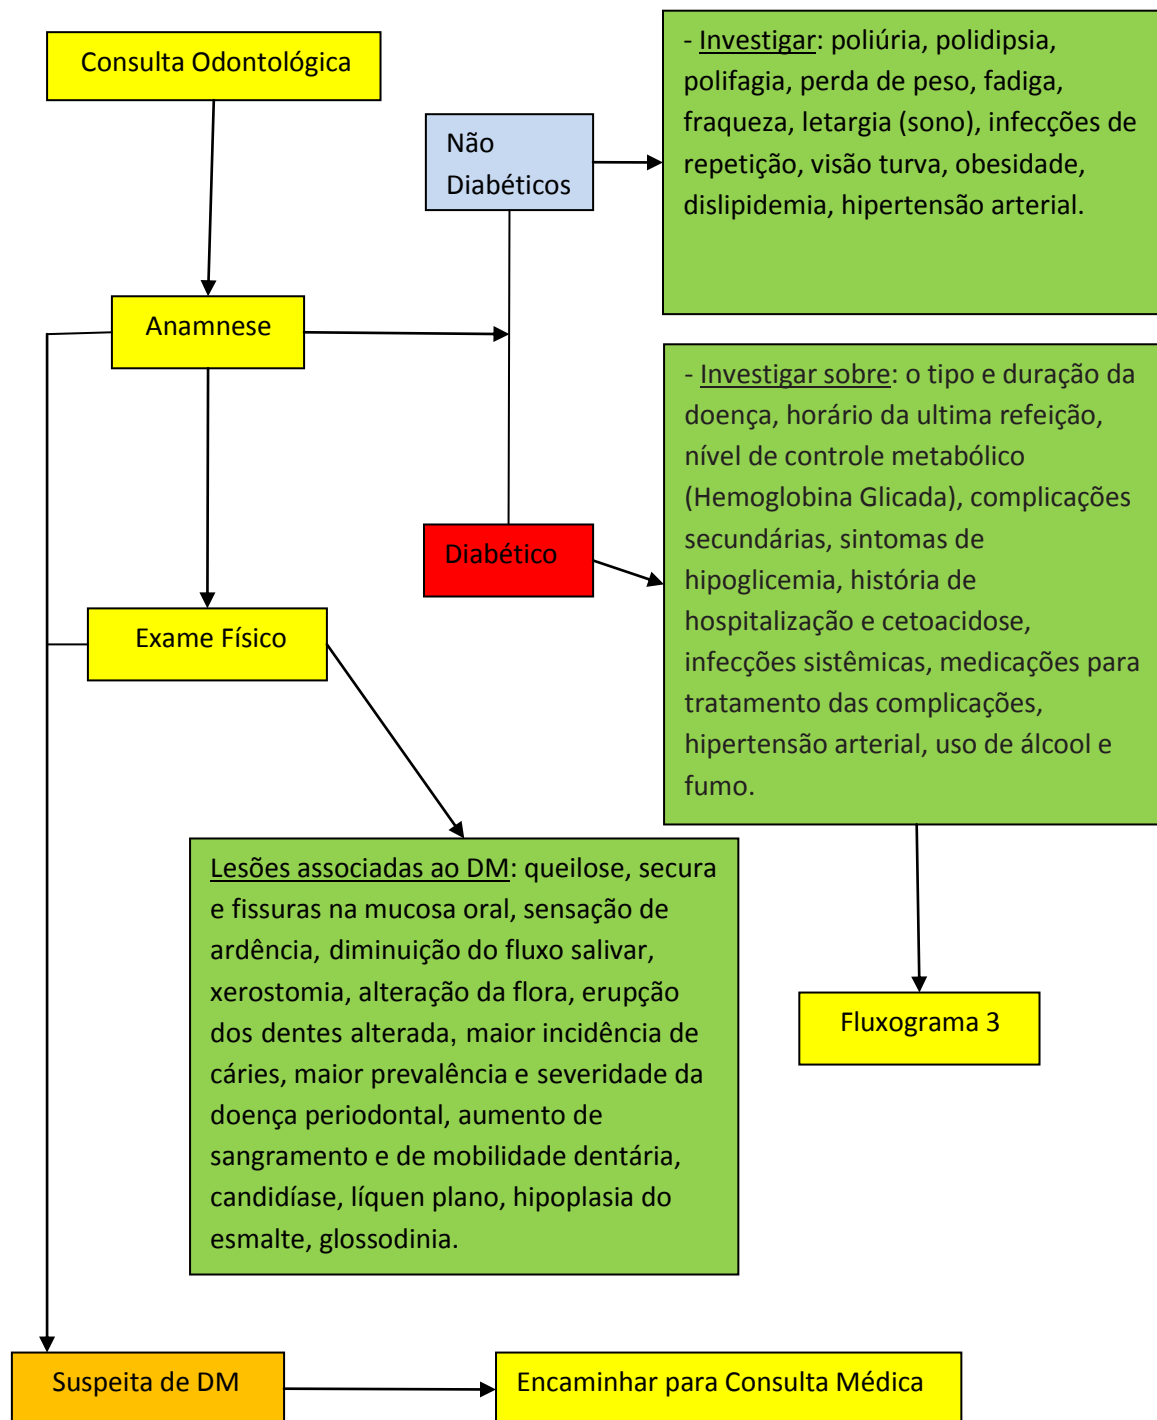 Consulta Odontológica
- Investigar: poliúria, polidipsia,
polifagia, perda de peso, fadiga,
fraqueza, letargia (sono), infecções de
repetição, visão turva, obesidade,
dislipidemia, hipertensão arterial.
Não
Diabéticos
Anamnese
- Investigar sobre: o tipo e duração da
doença, horário da ultima refeição,
nível de controle metabólico
(Hemoglobina Glicada), complicações
secundárias, sintomas de
hipoglicemia, história de
hospitalização e cetoacidose,
infecções sistêmicas, medicações para
tratamento das complicações,
hipertensão arterial, uso de álcool e
fumo.
Diabético
Exame Físico
Lesões associadas ao DM: queilose, secura
e fissuras na mucosa oral, sensação de
ardência, diminuição do fluxo salivar,
xerostomia, alteração da flora, erupção
dos dentes alterada, maior incidência de
cáries, maior prevalência e severidade da
doença periodontal, aumento de
sangramento e de mobilidade dentária,
candidíase, líquen plano, hipoplasia do
esmalte, glossodinia.
Fluxograma 3
Suspeita de DM
Encaminhar para Consulta Médica